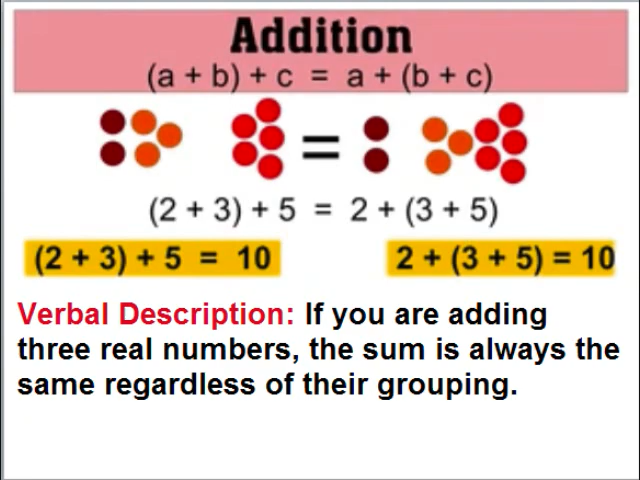 Addition
(a + b) + c = a + (b + c)
=
(2 + 3) + 5 = 2 + (3 + 5)
(2 + 3) + 5 = 10 2 + (3 + 5) = 10
Verbal Description: If you are adding
three real numbers, the sum is always the
same regardless of their grouping.